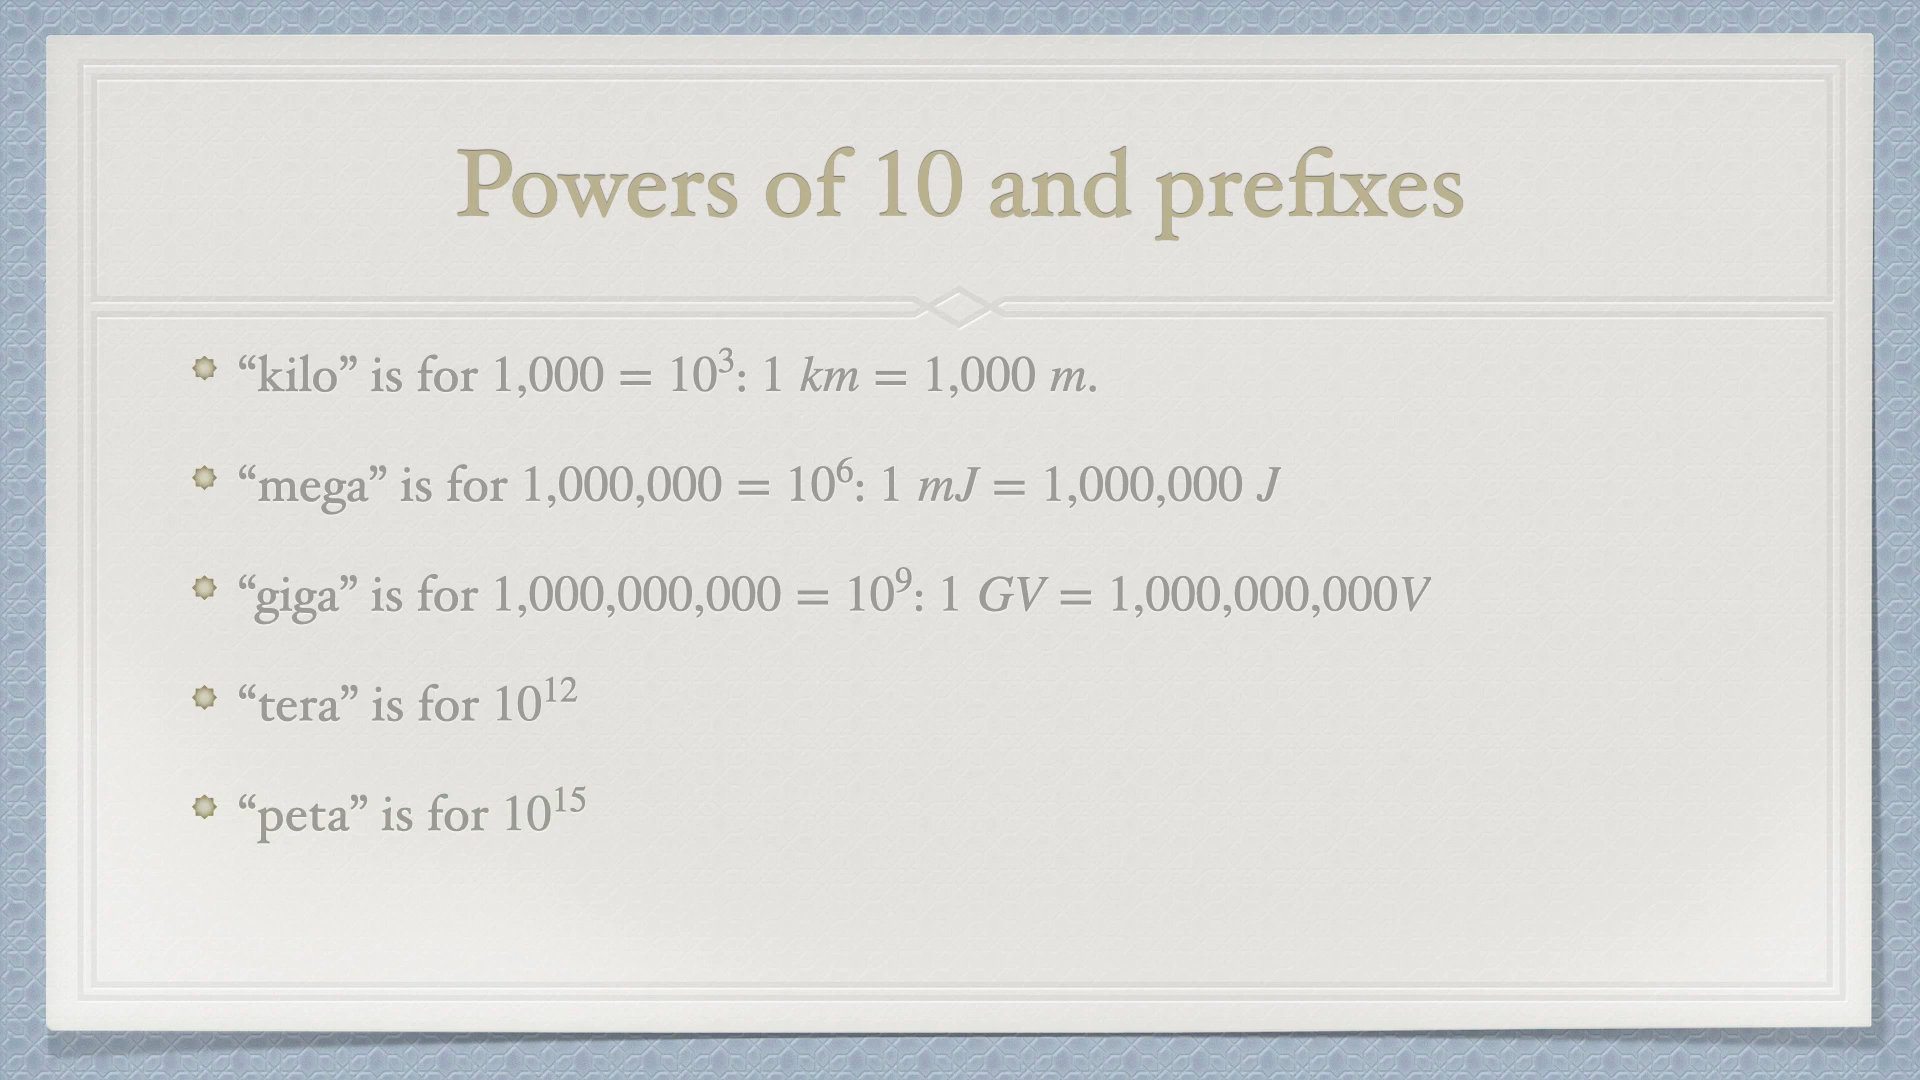 Powers of 10 and prefixes
“kilo” is for 1,000 = 10³: 1 km = 1,000 m.
“mega” is for 1,000,000 = 10⁶: 1 mJ = 1,000,000 J
“giga” is for 1,000,000,000 = 10⁹: 1 GV = 1,000,000,000V
“tera” is for 10¹²
“peta” is for 10¹⁵